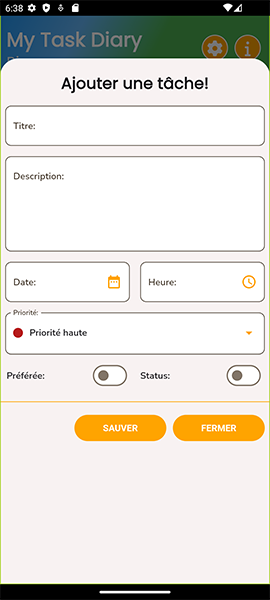 6:38
My Task Diary
Ajouter une tâche!
Titre:
Description:
Date:
Heure:
Priorité:
Priorité haute
Préférée:
Status:
SAUVER
FERMER